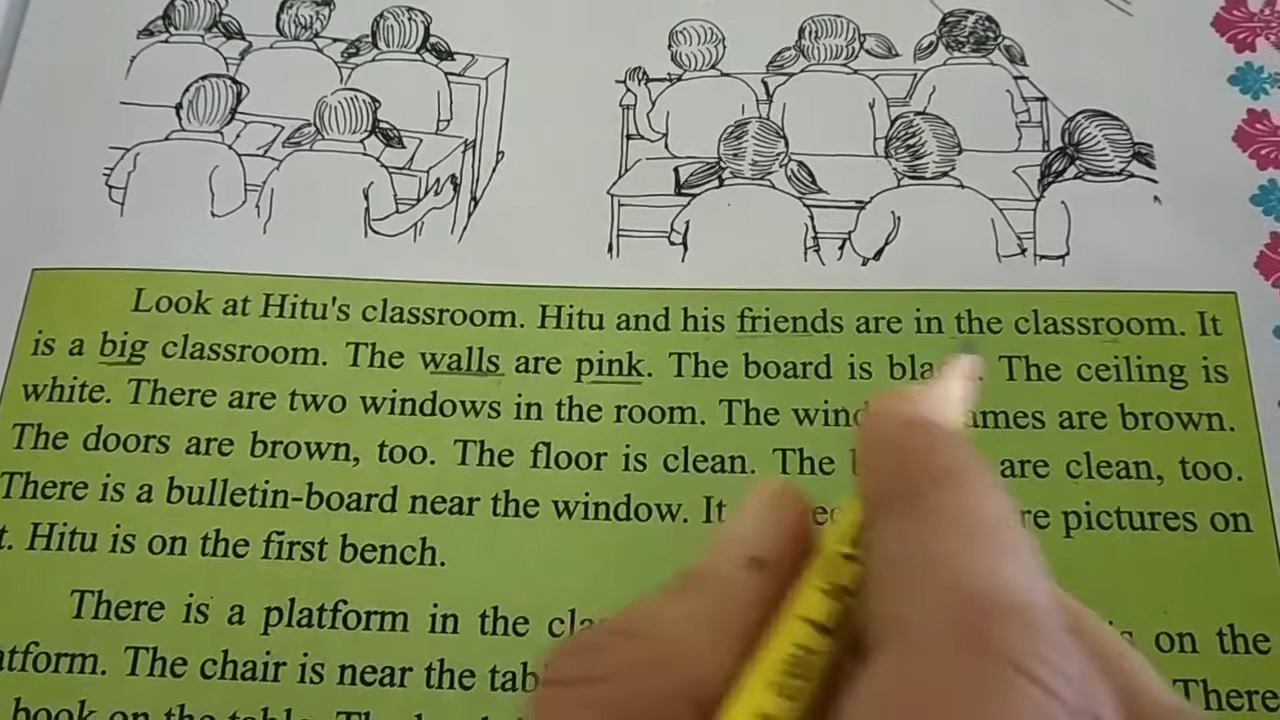 Look at Hitu's classroom. Hitu and his friends are in the classroom. It
is a big classroom. The walls are pink. The board is The ceiling is
white. There are two windows in the room. The are brown.
The doors are brown, too. The floor is clean. The are clean, too.
There is a bulletin-board near the window. It pictures on
Hitu is on the first bench.
There is a platform in the on the
The chair is near the There
book on the table.